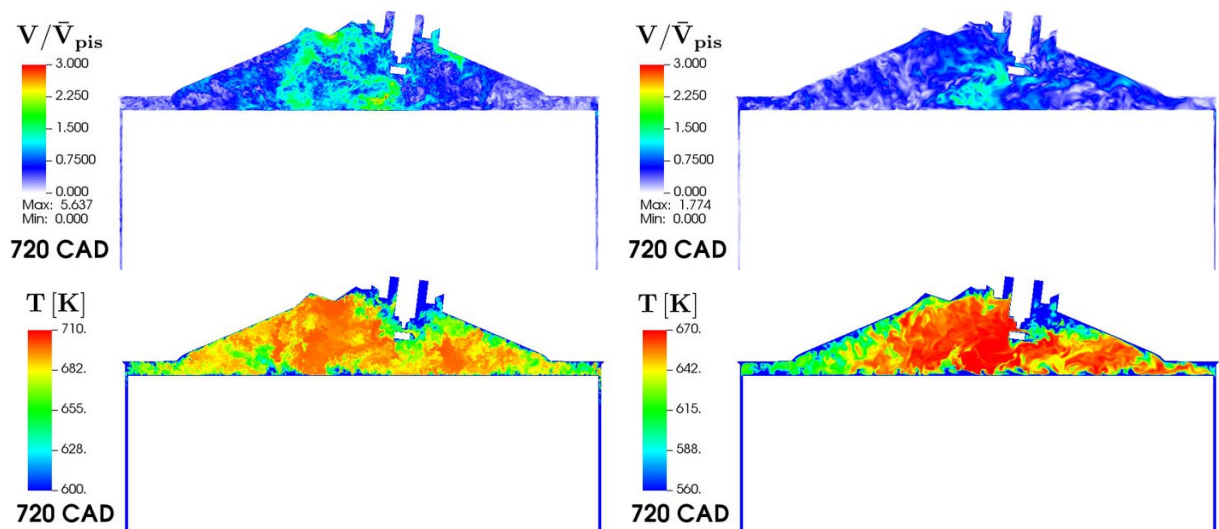 V/V̄pis
3.000
2.250
1.500
0.7500
0.000
Max: 5.637
Min: 0.000
720 CAD
V/V̄pis
3.000
2.250
1.500
0.7500
0.000
Max: 1.774
Min: 0.000
720 CAD
T [K]
710.
682.
655.
628.
600.
720 CAD
T [K]
670.
642.
615.
588.
560.
720 CAD